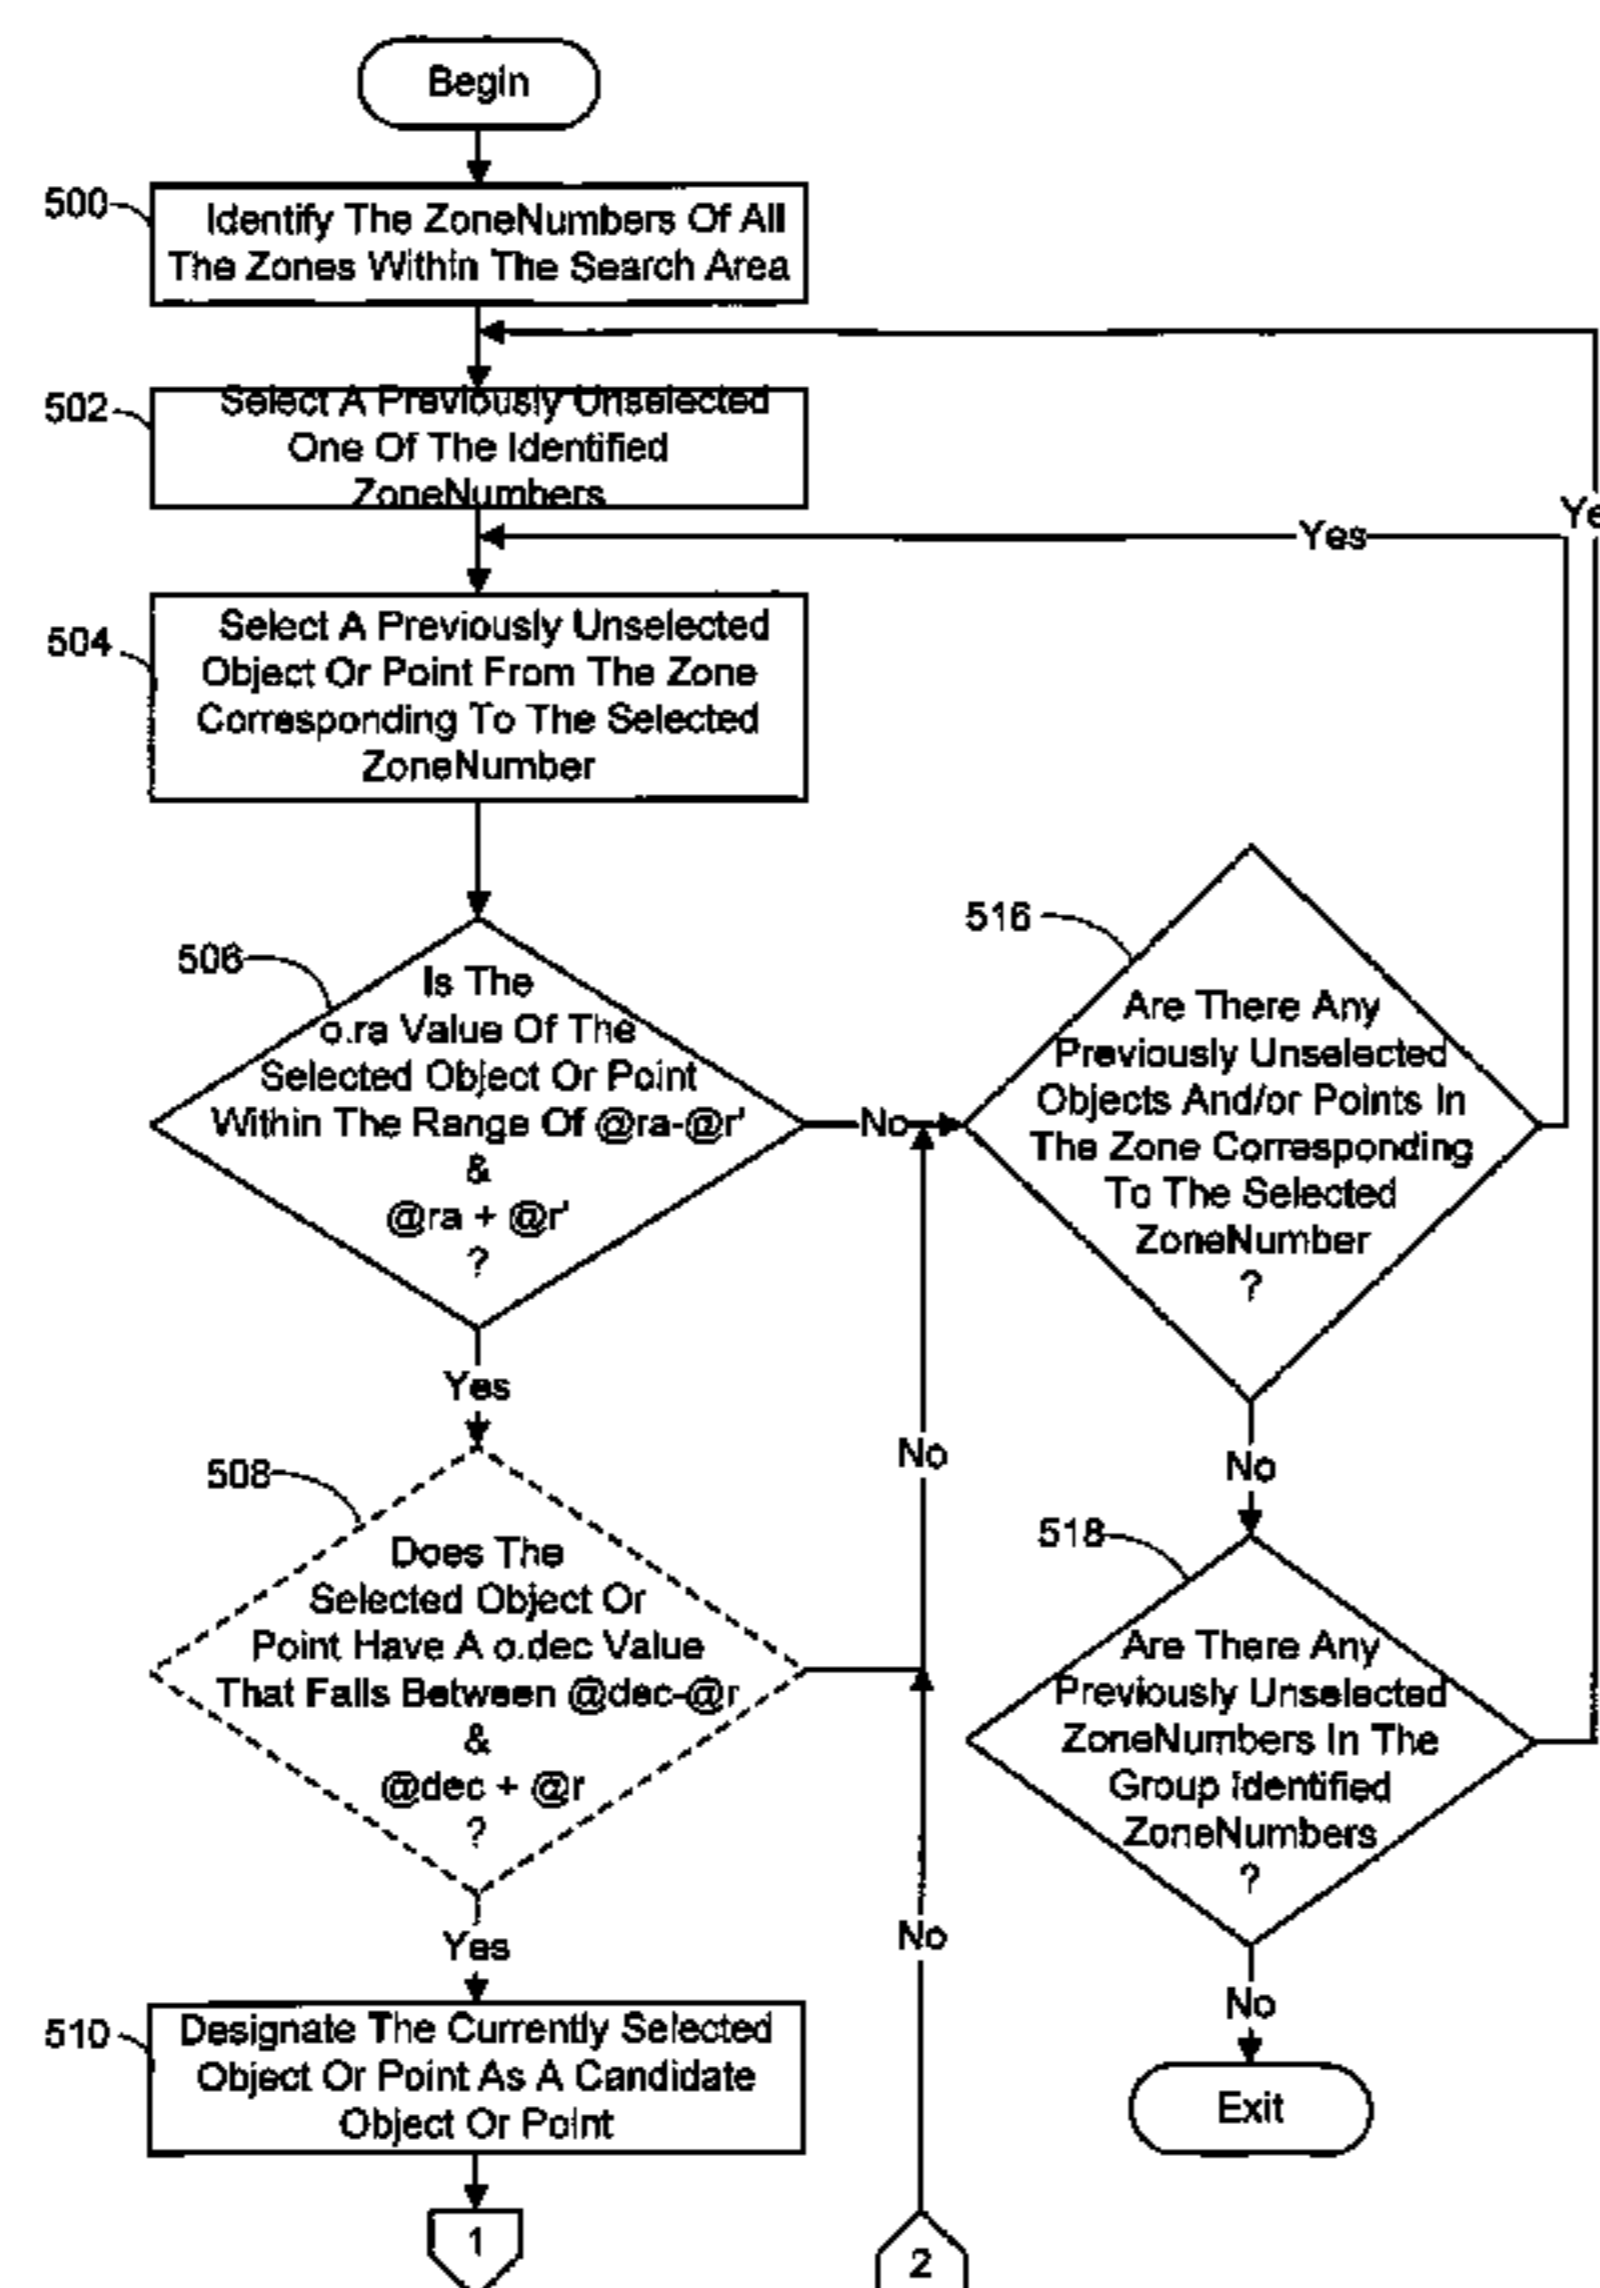 Begin
500
Identify The ZoneNumbers Of All
The Zones Within The Search Area
502
Select A Previously Unselected
One Of The Identified
ZoneNumbers
Ye
Yes
504
Select A Previously Unselected
Object Or Point From The Zone
Corresponding To The Selected
ZoneNumber
506
Is The
o.ra Value Of The
Selected Object Or Point
Within The Range Of @ra-@r'
&
@ra + @r'
?
No
516
Are There Any
Previously Unselected
Objects And/or Points In
The Zone Corresponding
To The Selected
ZoneNumber
?
Yes
No
No
508
Does The
Selected Object Or
Point Have A o.dec Value
That Falls Between @dec-@r
&
@dec + @r
?
518
Are There Any
Previously Unselected
ZoneNumbers In The
Group Identified
ZoneNumbers
?
Yes
No
No
510
Designate The Currently Selected
Object Or Point As A Candidate
Object Or Point
Exit
1
2